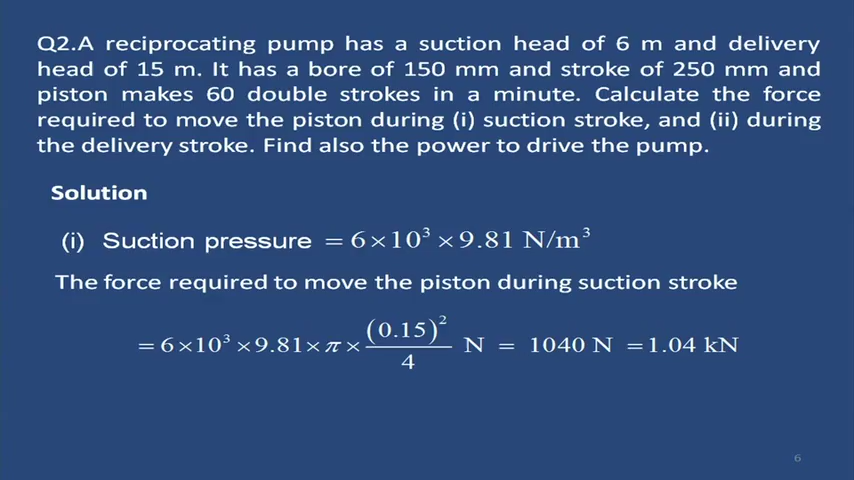 Q2.A reciprocating pump has a suction head of 6 m and delivery
head of 15 m. It has a bore of 150 mm and stroke of 250 mm and
piston makes 60 double strokes in a minute. Calculate the force
required to move the piston during (i) suction stroke, and (ii) during
the delivery stroke. Find also the power to drive the pump.
Solution
(i) Suction pressure = 6×10³ ×9.81 N/m³
The force required to move the piston during suction stroke
= 6×10³ ×9.81×π× (0.15)²/4 N = 1040 N =1.04 kN
6